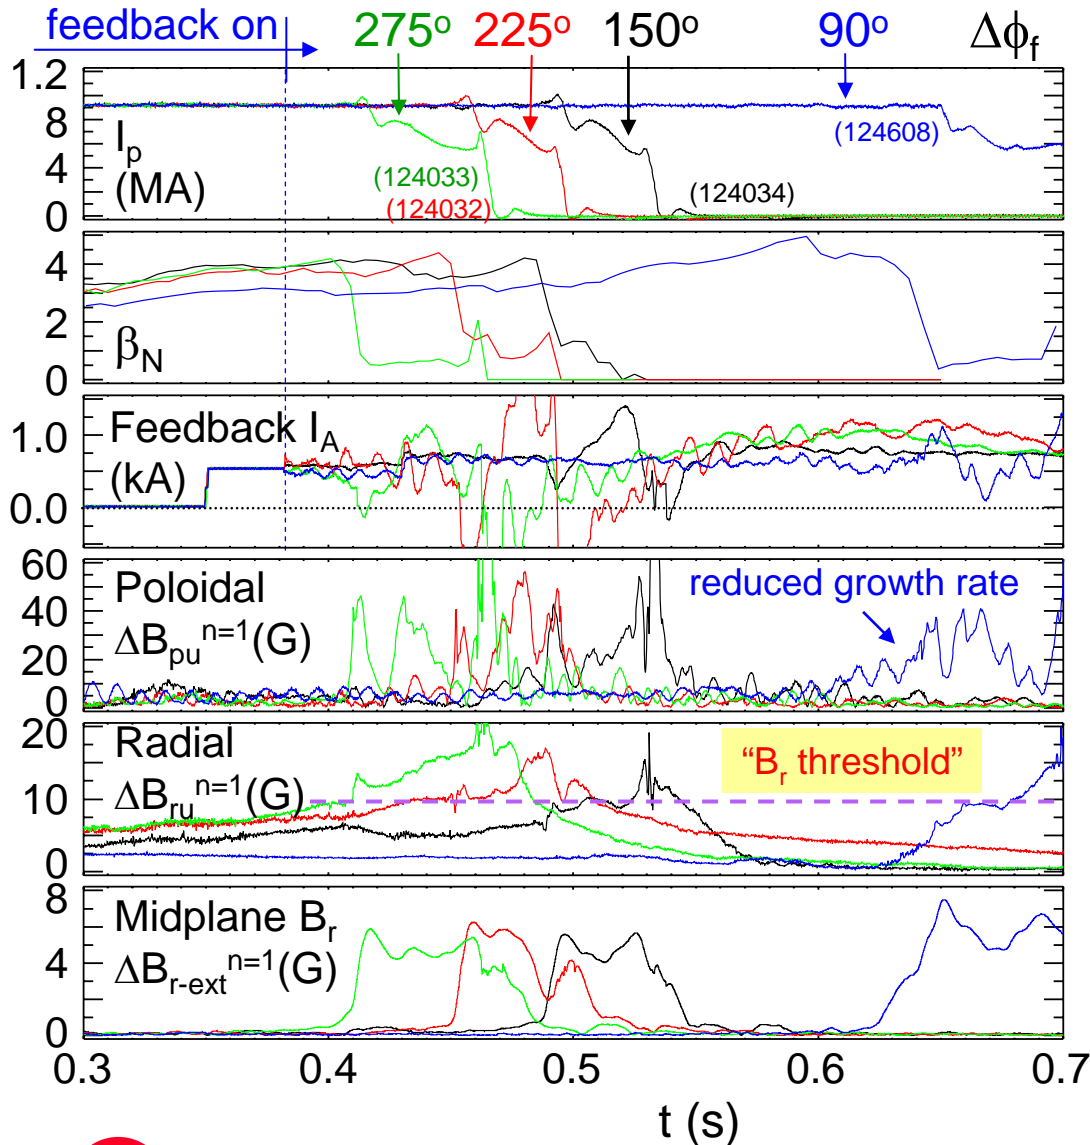 feedback on 275° 225° 150° 90° Δϕf
1.2
8
4
0
Ip
(MA)
(124033)
(124032)
(124034)
(124608)
4
2
0
βN
1.0
0.0
Feedback IA
(kA)
60
40
20
0
Poloidal
ΔBpu n=1(G)
reduced growth rate
20
10
0
Radial
ΔBru n=1(G)
“Br threshold”
8
4
0
Midplane Br
ΔBr-ext n=1(G)
0.3 0.4 0.5 0.6 0.7
t (s)